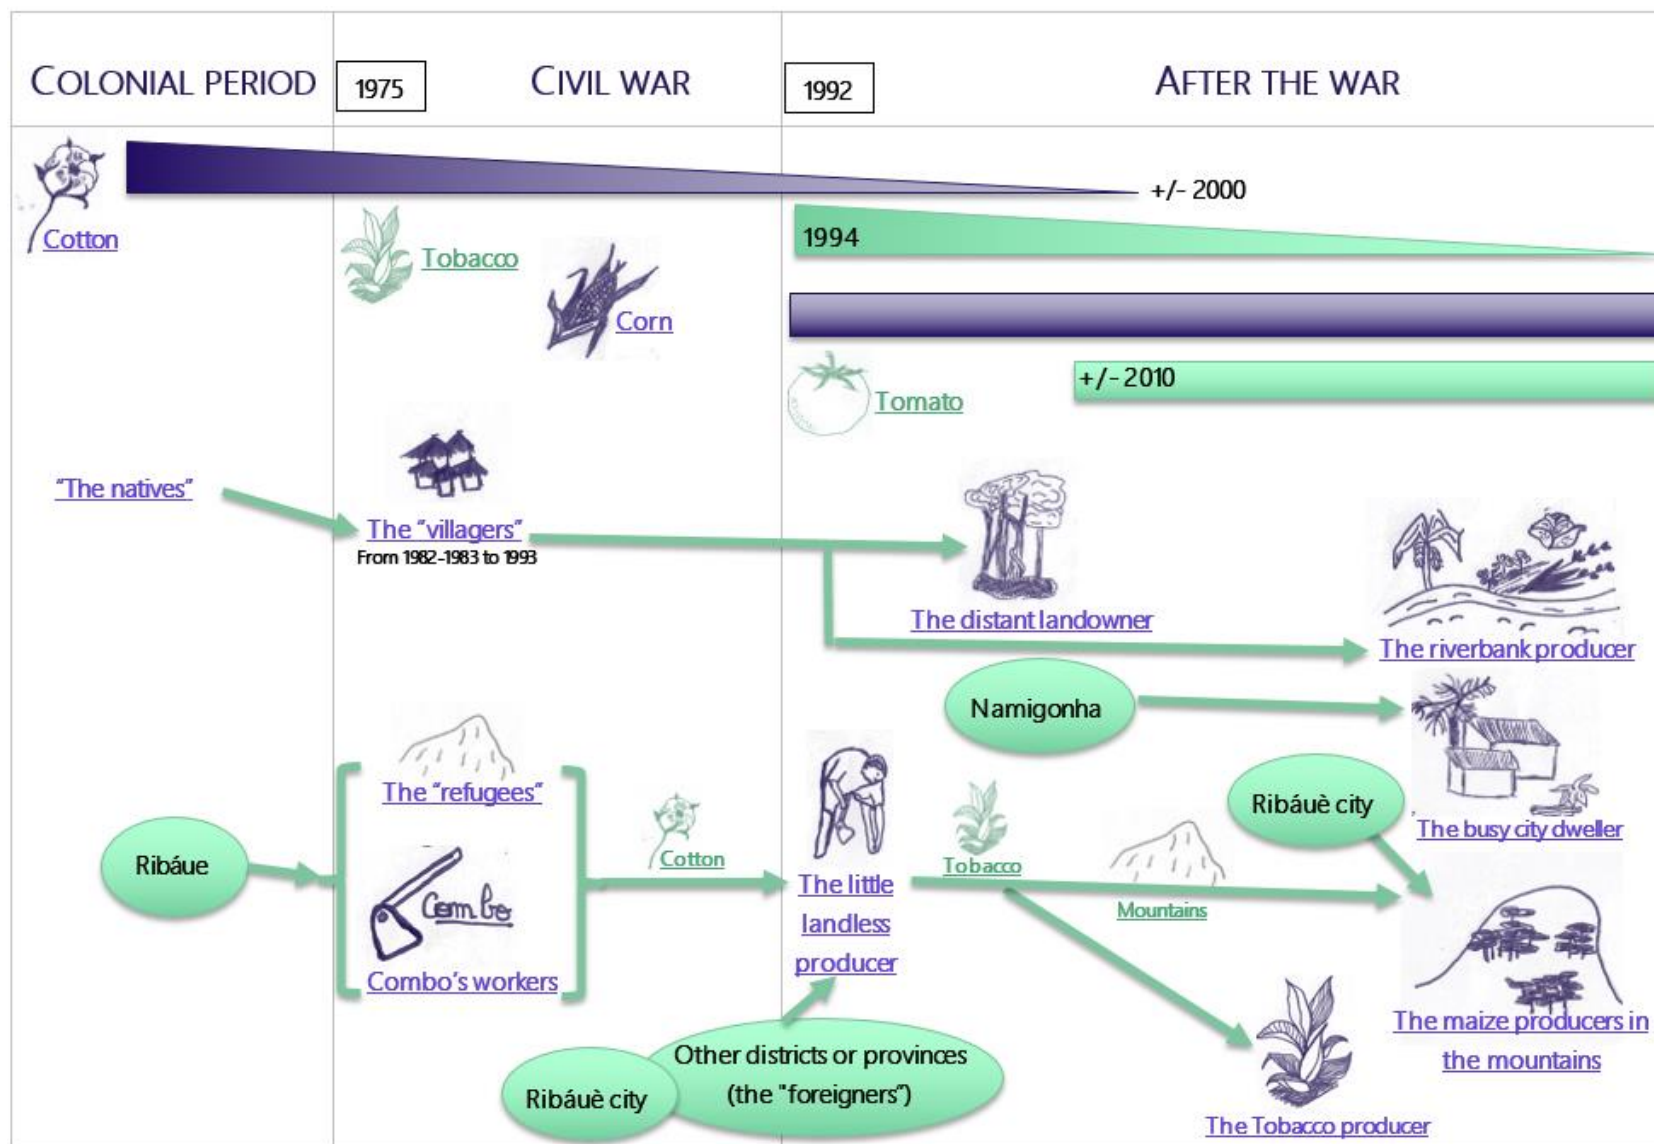 COLONIAL PERIOD
1975
CIVIL WAR
1992
AFTER THE WAR
Cotton
+/- 2000
Tobacco
1994
Corn
Tomato
+/- 2010
"The natives"
The "villagers"
From 1982-1983 to 1993
The distant landowner
The riverbank producer
Namigonha
The "refugees"
Ribáuè city
The busy city dweller
Ribáue
Combo
Combo's workers
Cotton
The little
landless
producer
Tobacco
Mountains
The maize producers in
the mountains
Other districts or provinces
(the "foreigners")
Ribáuè city
The Tobacco producer